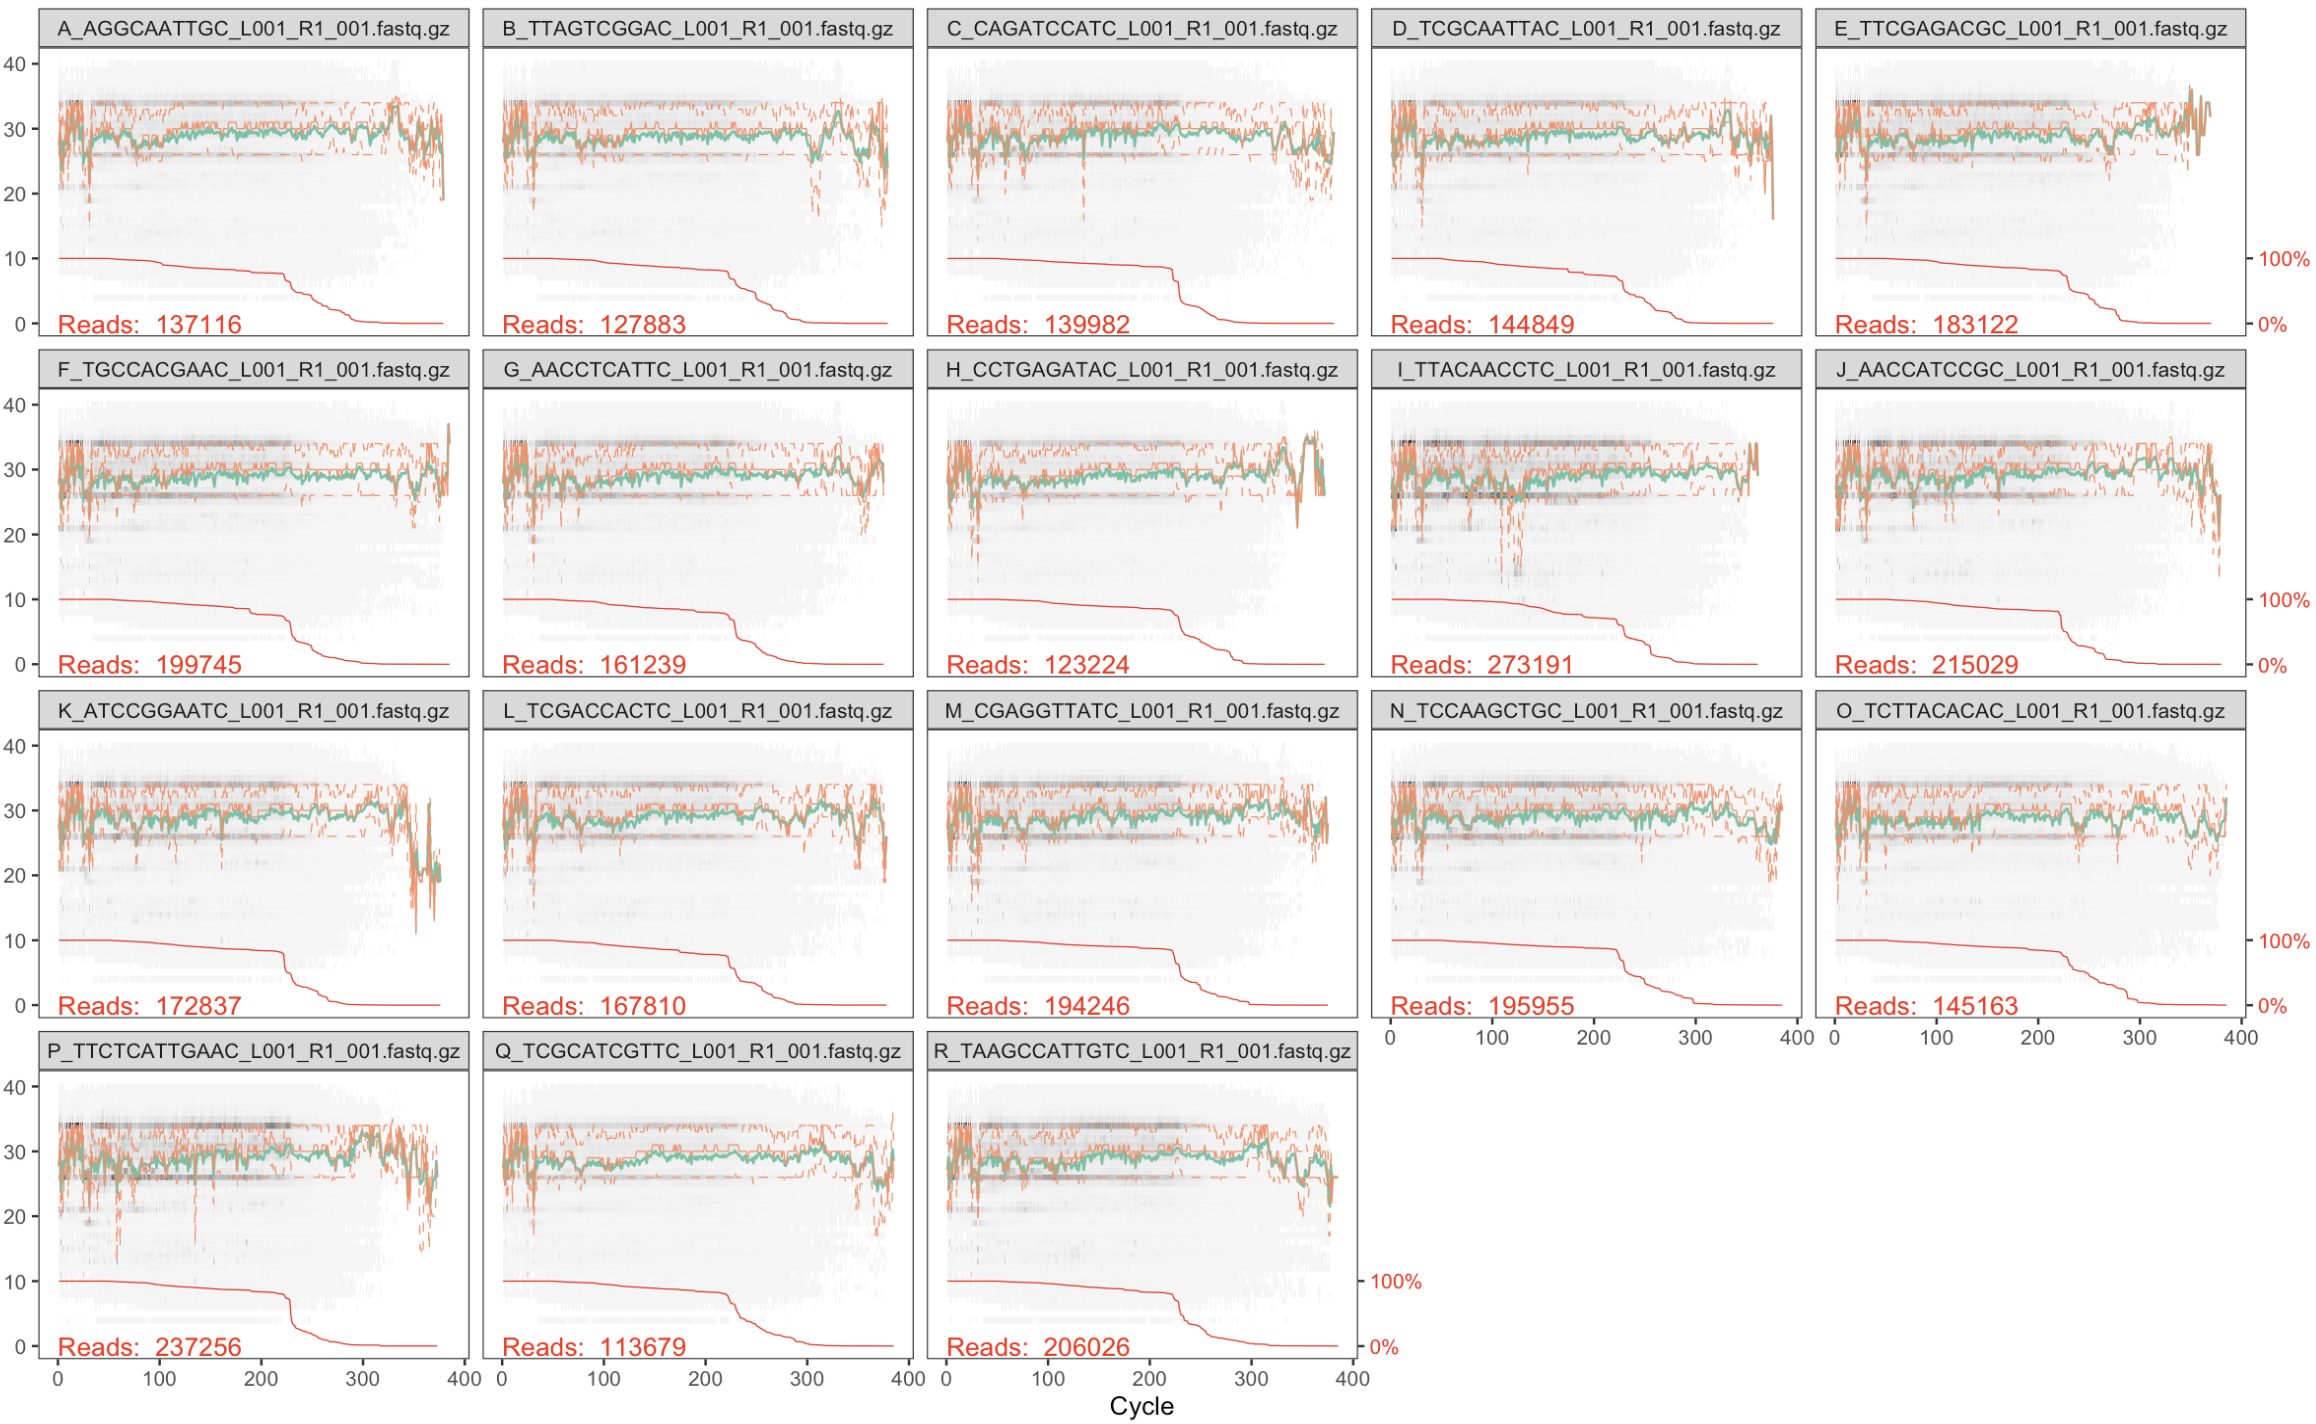 A_AGGCAATTGC_L001_R1_001.fastq.gz B_TTAGTCGGAC_L001_R1_001.fastq.gz C_CAGATCCATC_L001_R1_001.fastq.gz D_TCGCAATTAC_L001_R1_001.fastq.gz E_TTCGAGACGC_L001_R1_001.fastq.gz
40
30
20
10 100%
0 Reads: 137116 Reads: 127883 Reads: 139982 Reads: 144849 Reads: 183122 0%
F_TGCCACGAAC_L001_R1_001.fastq.gz G_AACCTCATTC_L001_R1_001.fastq.gz H_CCTGAGATAC_L001_R1_001.fastq.gz I_TTACAACCTC_L001_R1_001.fastq.gz J_AACCATCCGC_L001_R1_001.fastq.gz
40
30
20
10 100%
0 Reads: 199745 Reads: 161239 Reads: 123224 Reads: 273191 Reads: 215029 0%
K_ATCCGGAATC_L001_R1_001.fastq.gz L_TCGACCACTC_L001_R1_001.fastq.gz M_CGAGGTTATC_L001_R1_001.fastq.gz N_TCCAAGCTGC_L001_R1_001.fastq.gz O_TCTTACACAC_L001_R1_001.fastq.gz
40
30
20
10 100%
0 Reads: 172837 Reads: 167810 Reads: 194246 Reads: 195955 Reads: 145163 0%
0 100 200 300 400 0 100 200 300 400
P_TTCTCATTGAAC_L001_R1_001.fastq.gz Q_TCGCATCGTTC_L001_R1_001.fastq.gz R_TAAGCCATTGTC_L001_R1_001.fastq.gz
40
30
20
10 100%
0 Reads: 237256 Reads: 113679 Reads: 206026 0%
0 100 200 300 400 0 100 200 300 400 0 100 200 300 400
Cycle